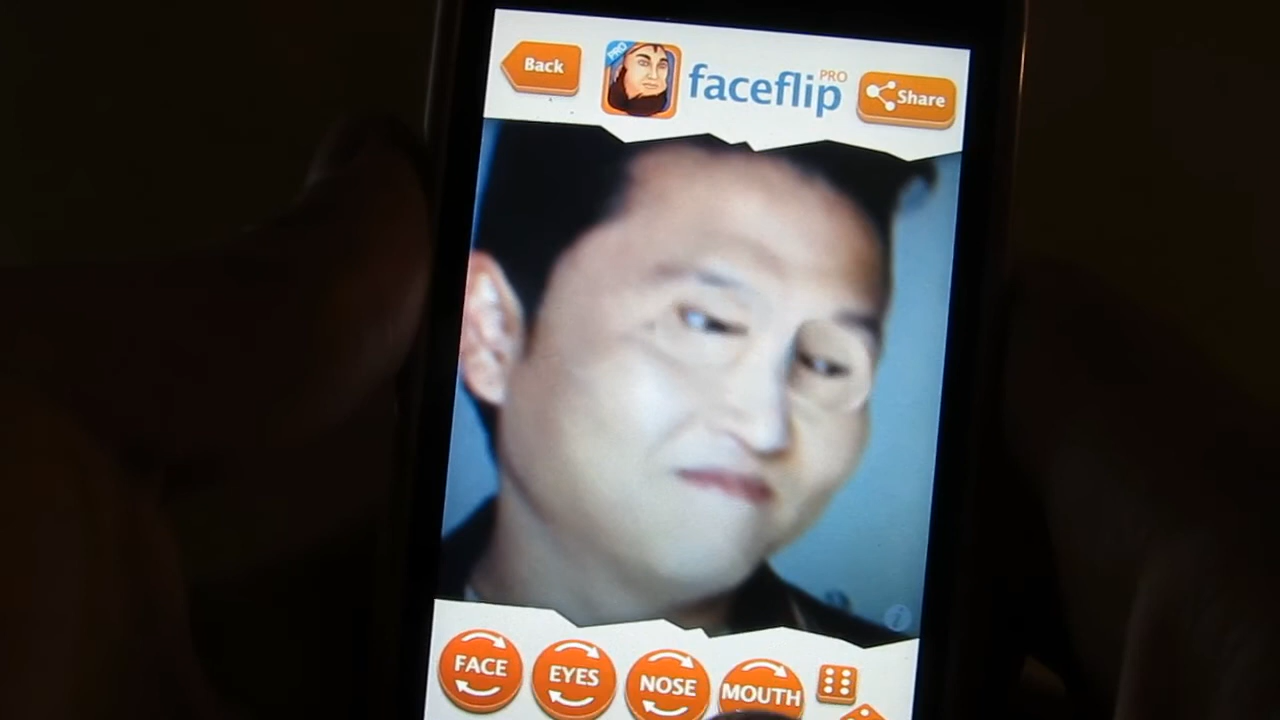 Back
PRO
faceflip PRO
Share
FACE
EYES
NOSE
MOUTH